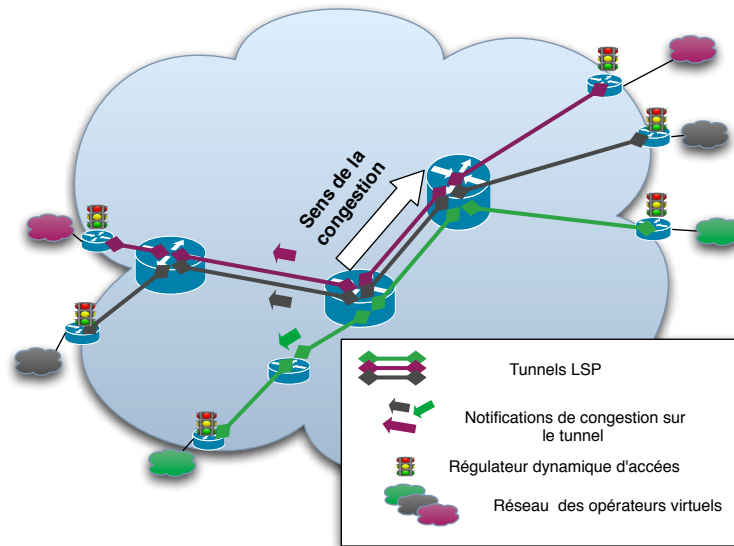 Sens de la
congestion
Tunnels LSP
Notifications de congestion sur
le tunnel
Régulateur dynamique d'accées
Réseau des opérateurs virtuels